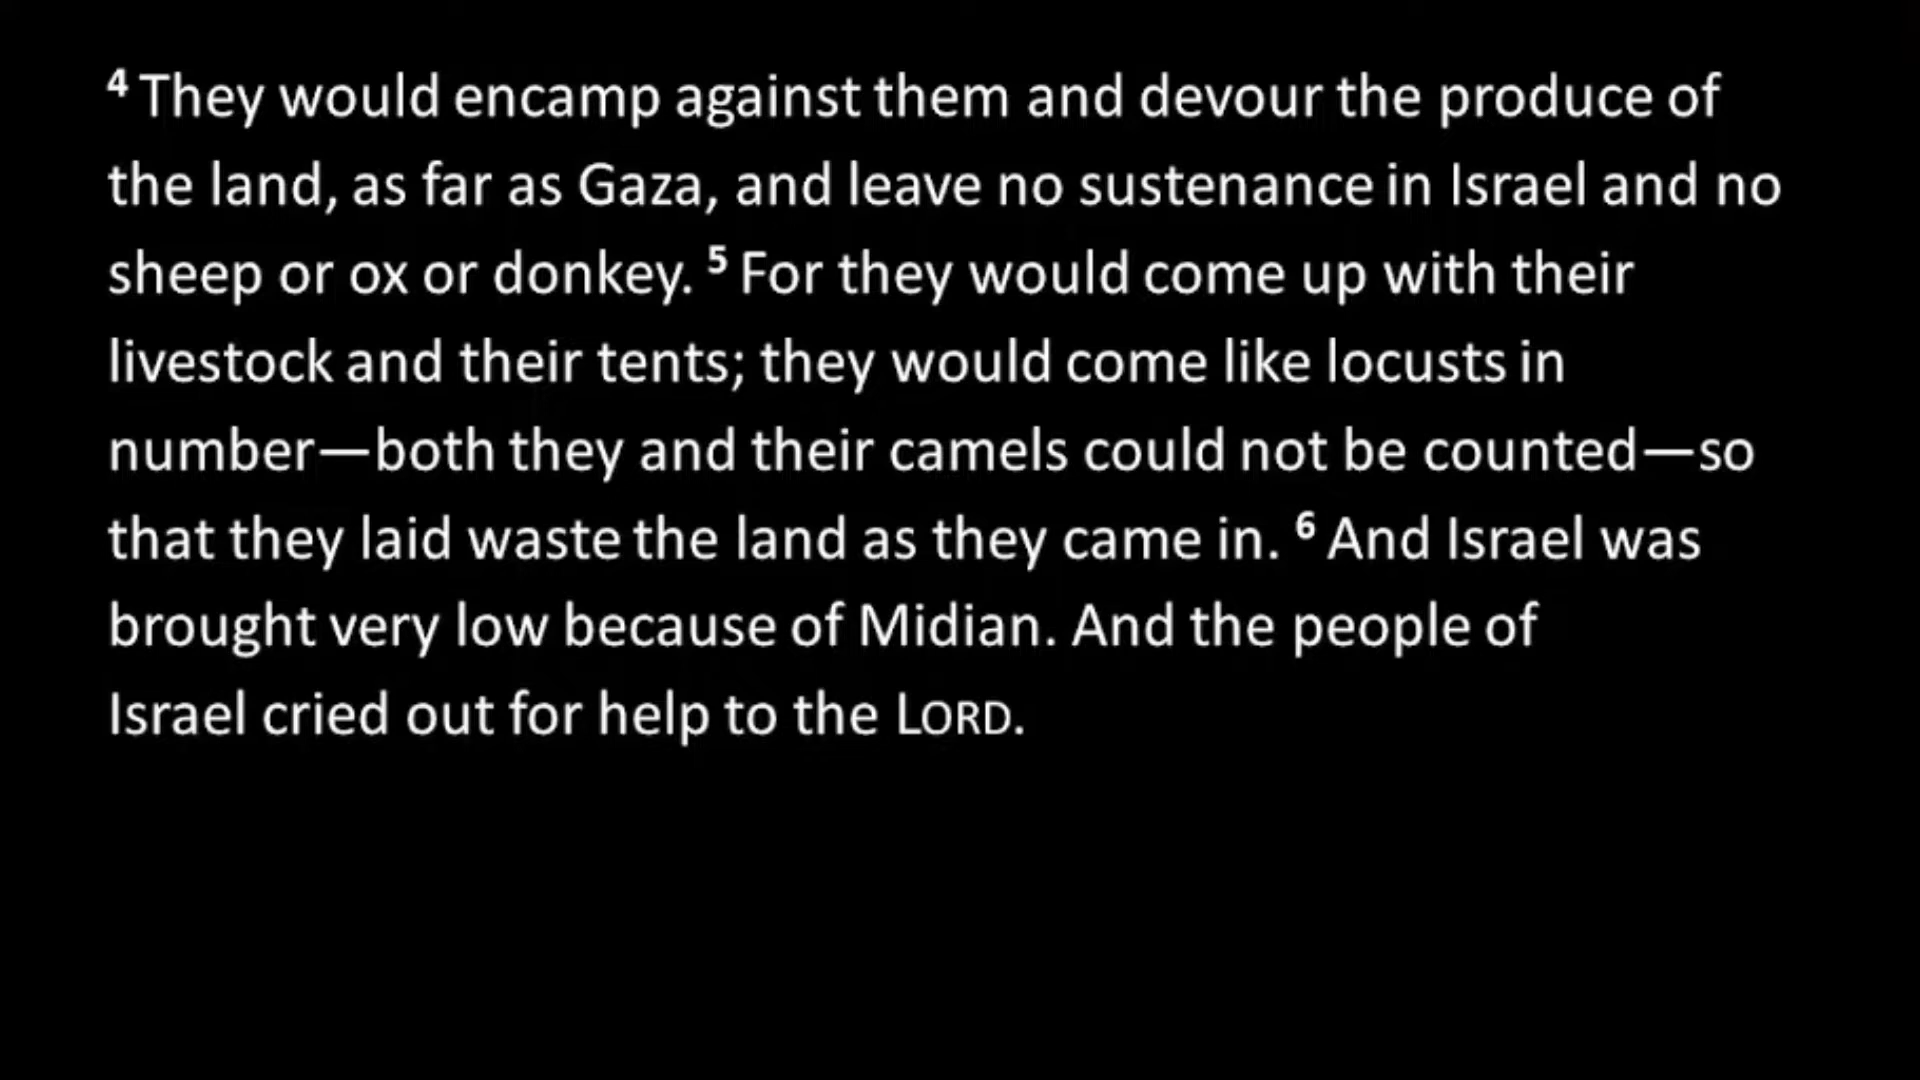 4 They would encamp against them and devour the produce of
the land, as far as Gaza, and leave no sustenance in Israel and no
sheep or ox or donkey. 5 For they would come up with their
livestock and their tents; they would come like locusts in
number—both they and their camels could not be counted—so
that they laid waste the land as they came in. 6 And Israel was
brought very low because of Midian. And the people of
Israel cried out for help to the LORD.